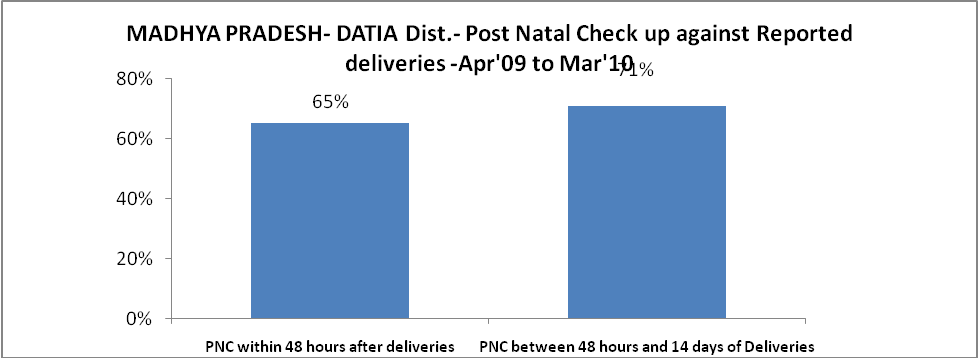 MADHYA PRADESH- DATIA Dist.- Post Natal Check up against Reported
deliveries -Apr'09 to Mar'10
71%
80%
65%
60%
40%
20%
0%
PNC within 48 hours after deliveries
PNC between 48 hours and 14 days of Deliveries